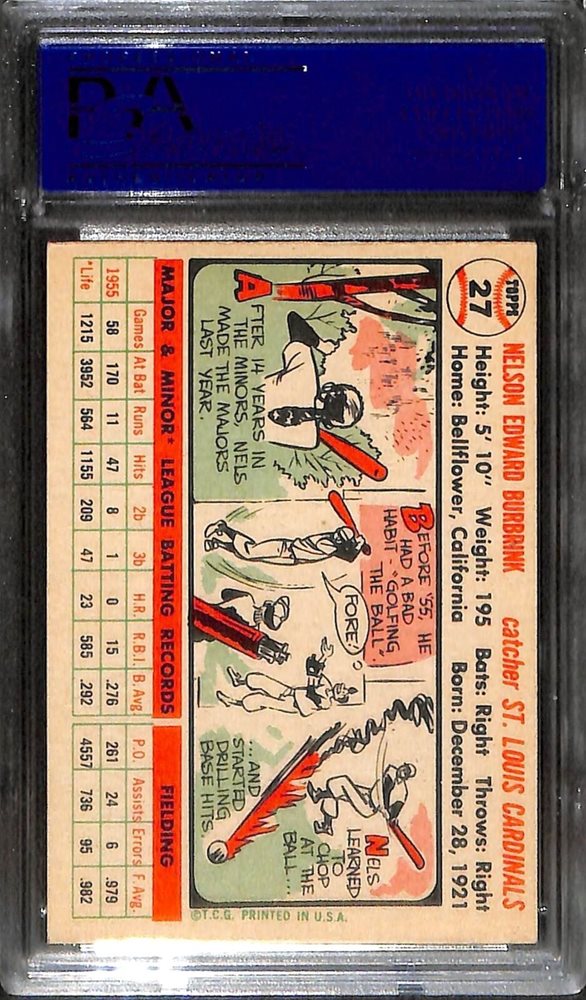 PSA
TOPPS
27
NELSON EDWARD BURBRINK catcher ST. LOUIS CARDINALS
Height: 5' 10" Weight: 195 Bats: Right Throws: Right
Home: Bellflower, California Born: December 28, 1921
AFTER 14 YEARS IN
THE MINORS, NELS
MADE THE MAJORS
LAST YEAR.
BEFORE '55, HE
HAD A BAD
HABIT - "GOLFING
THE BALL".
FORE!
NELS
LEARNED
TO
CHOP
AT THE
BALL...
...AND
STARTED
DRILLING
BASE HITS.
MAJOR & MINOR* LEAGUE BATTING RECORDS FIELDING
Games At Bat Runs Hits 2b 3b H.R. R.B.I. B. Avg. P.O. Assists Errors F. Avg.
1955 58 170 11 47 8 1 0 15 .276 261 24 6 .979
*Life 1215 3952 564 1155 209 47 23 585 .292 4557 736 95 .982
©T.C.G. PRINTED IN U.S.A.